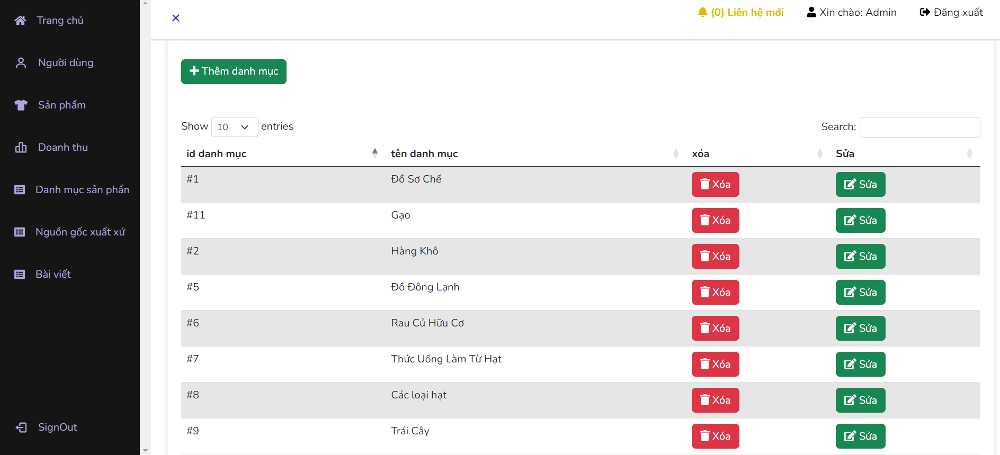 Trang chủ
Người dùng
Sản phẩm
Doanh thu
Danh mục sản phẩm
Nguồn gốc xuất xứ
Bài viết
SignOut
(0) Liên hệ mới
Xin chào: Admin
Đăng xuất
Thêm danh mục
Show 10 entries
Search:
id danh mục tên danh mục xóa Sửa
#1 Đồ Sơ Chế Xóa Sửa
#11 Gạo Xóa Sửa
#2 Hàng Khô Xóa Sửa
#5 Đồ Đông Lạnh Xóa Sửa
#6 Rau Củ Hữu Cơ Xóa Sửa
#7 Thức Uống Làm Từ Hạt Xóa Sửa
#8 Các loại hạt Xóa Sửa
#9 Trái Cây Xóa Sửa